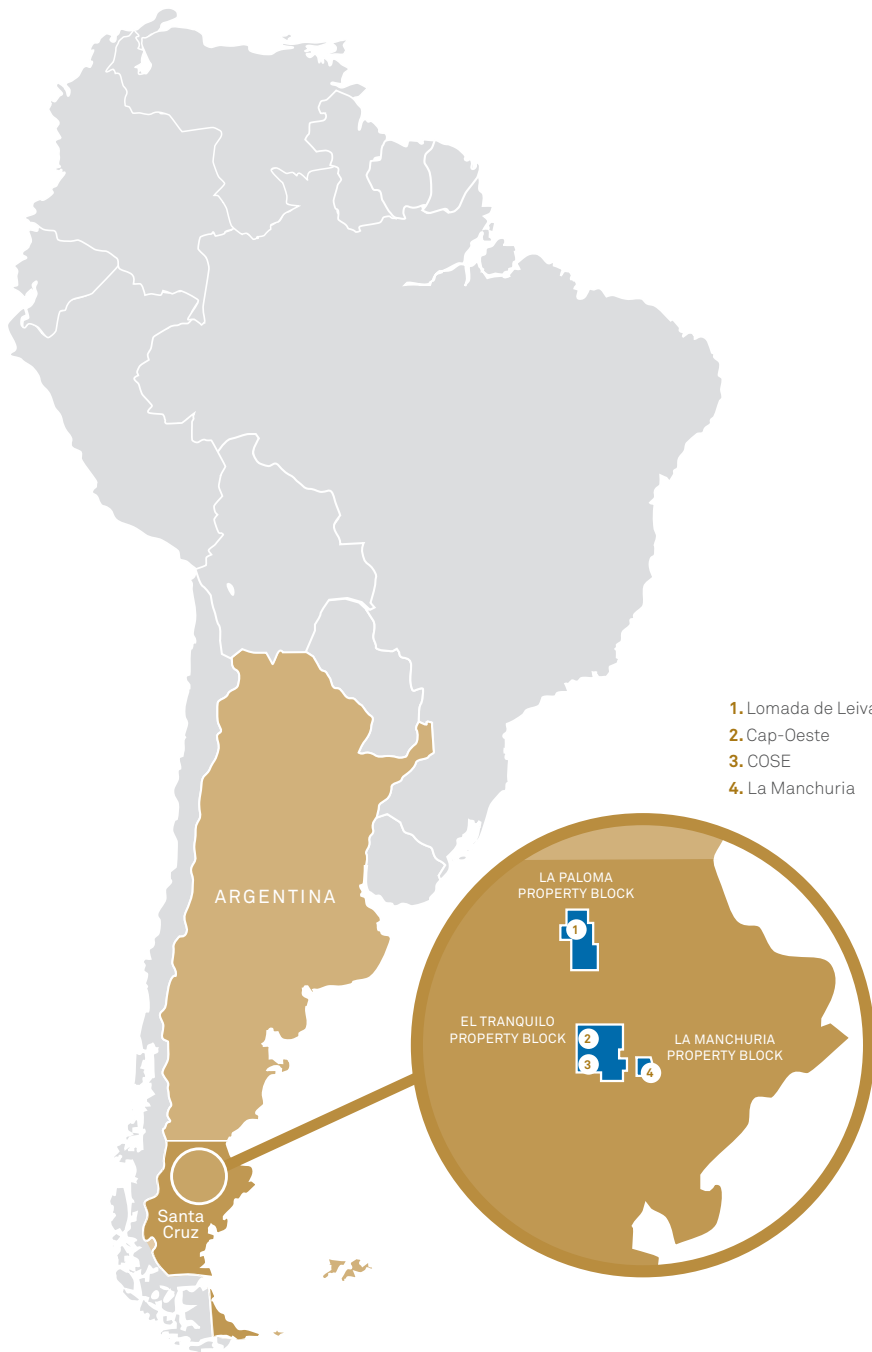 1. Lomada de Leiva
2. Cap-Oeste
3. COSE
4. La Manchuria
ARGENTINA
LA PALOMA
PROPERTY BLOCK
1
EL TRANQUILO
PROPERTY BLOCK
2
3
LA MANCHURIA
PROPERTY BLOCK
4
Santa
Cruz